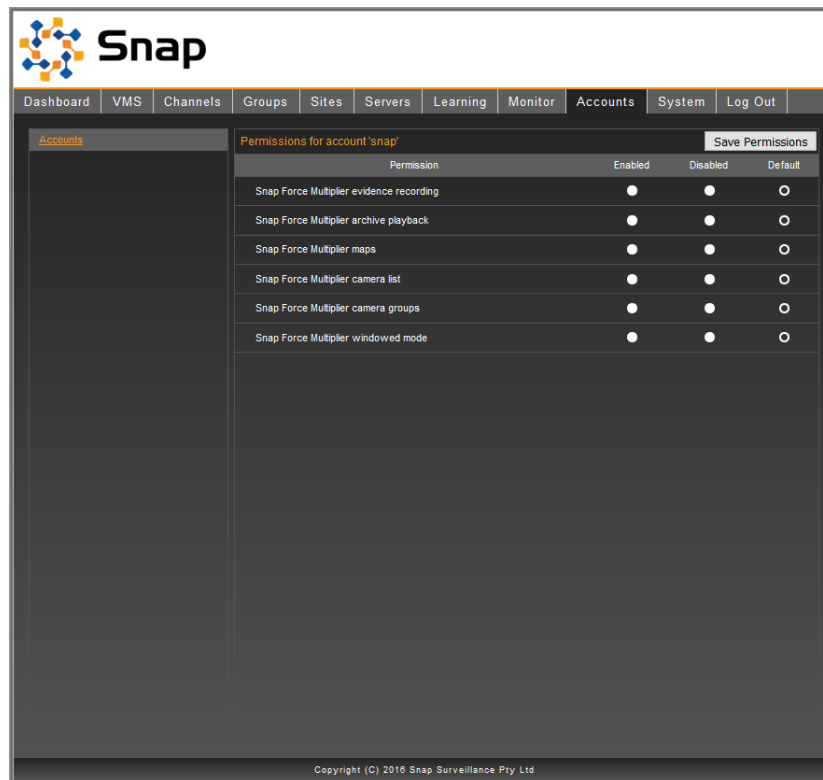 Snap
Dashboard VMS Channels Groups Sites Servers Learning Monitor Accounts System Log Out
Accounts
Permissions for account 'snap' Save Permissions
Permission Enabled Disabled Default
Snap Force Multiplier evidence recording
Snap Force Multiplier archive playback
Snap Force Multiplier maps
Snap Force Multiplier camera list
Snap Force Multiplier camera groups
Snap Force Multiplier windowed mode
Copyright (C) 2016 Snap Surveillance Pty Ltd